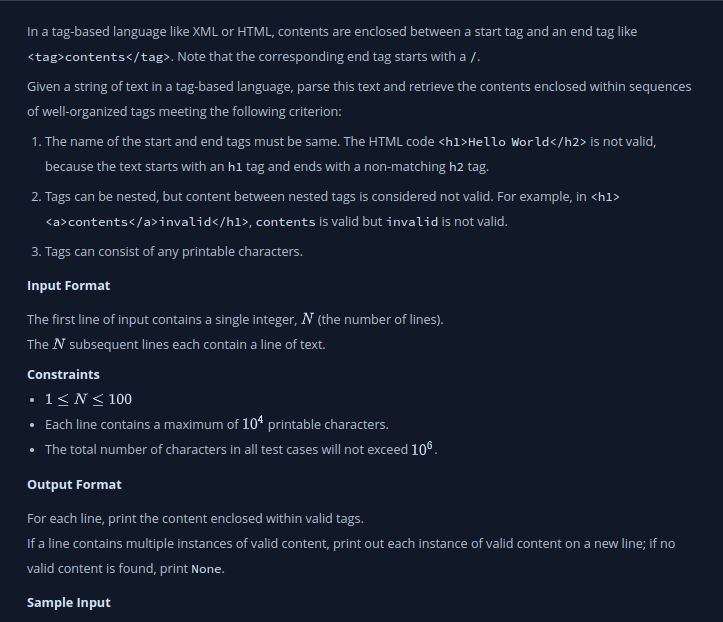 In a tag-based language like XML or HTML, contents are enclosed between a start tag and an end tag like
<tag>contents</tag>. Note that the corresponding end tag starts with a /.
Given a string of text in a tag-based language, parse this text and retrieve the contents enclosed within sequences
of well-organized tags meeting the following criterion:
1. The name of the start and end tags must be same. The HTML code <h1>Hello World</h2> is not valid,
because the text starts with an h1 tag and ends with a non-matching h2 tag.
2. Tags can be nested, but content between nested tags is considered not valid. For example, in <h1>
<a>contents</a>invalid</h1>, contents is valid but invalid is not valid.
3. Tags can consist of any printable characters.
Input Format
The first line of input contains a single integer, N (the number of lines).
The N subsequent lines each contain a line of text.
Constraints
• 1 ≤ N ≤ 100
• Each line contains a maximum of 10⁴ printable characters.
• The total number of characters in all test cases will not exceed 10⁶.
Output Format
For each line, print the content enclosed within valid tags.
If a line contains multiple instances of valid content, print out each instance of valid content on a new line; if no
valid content is found, print None.
Sample Input